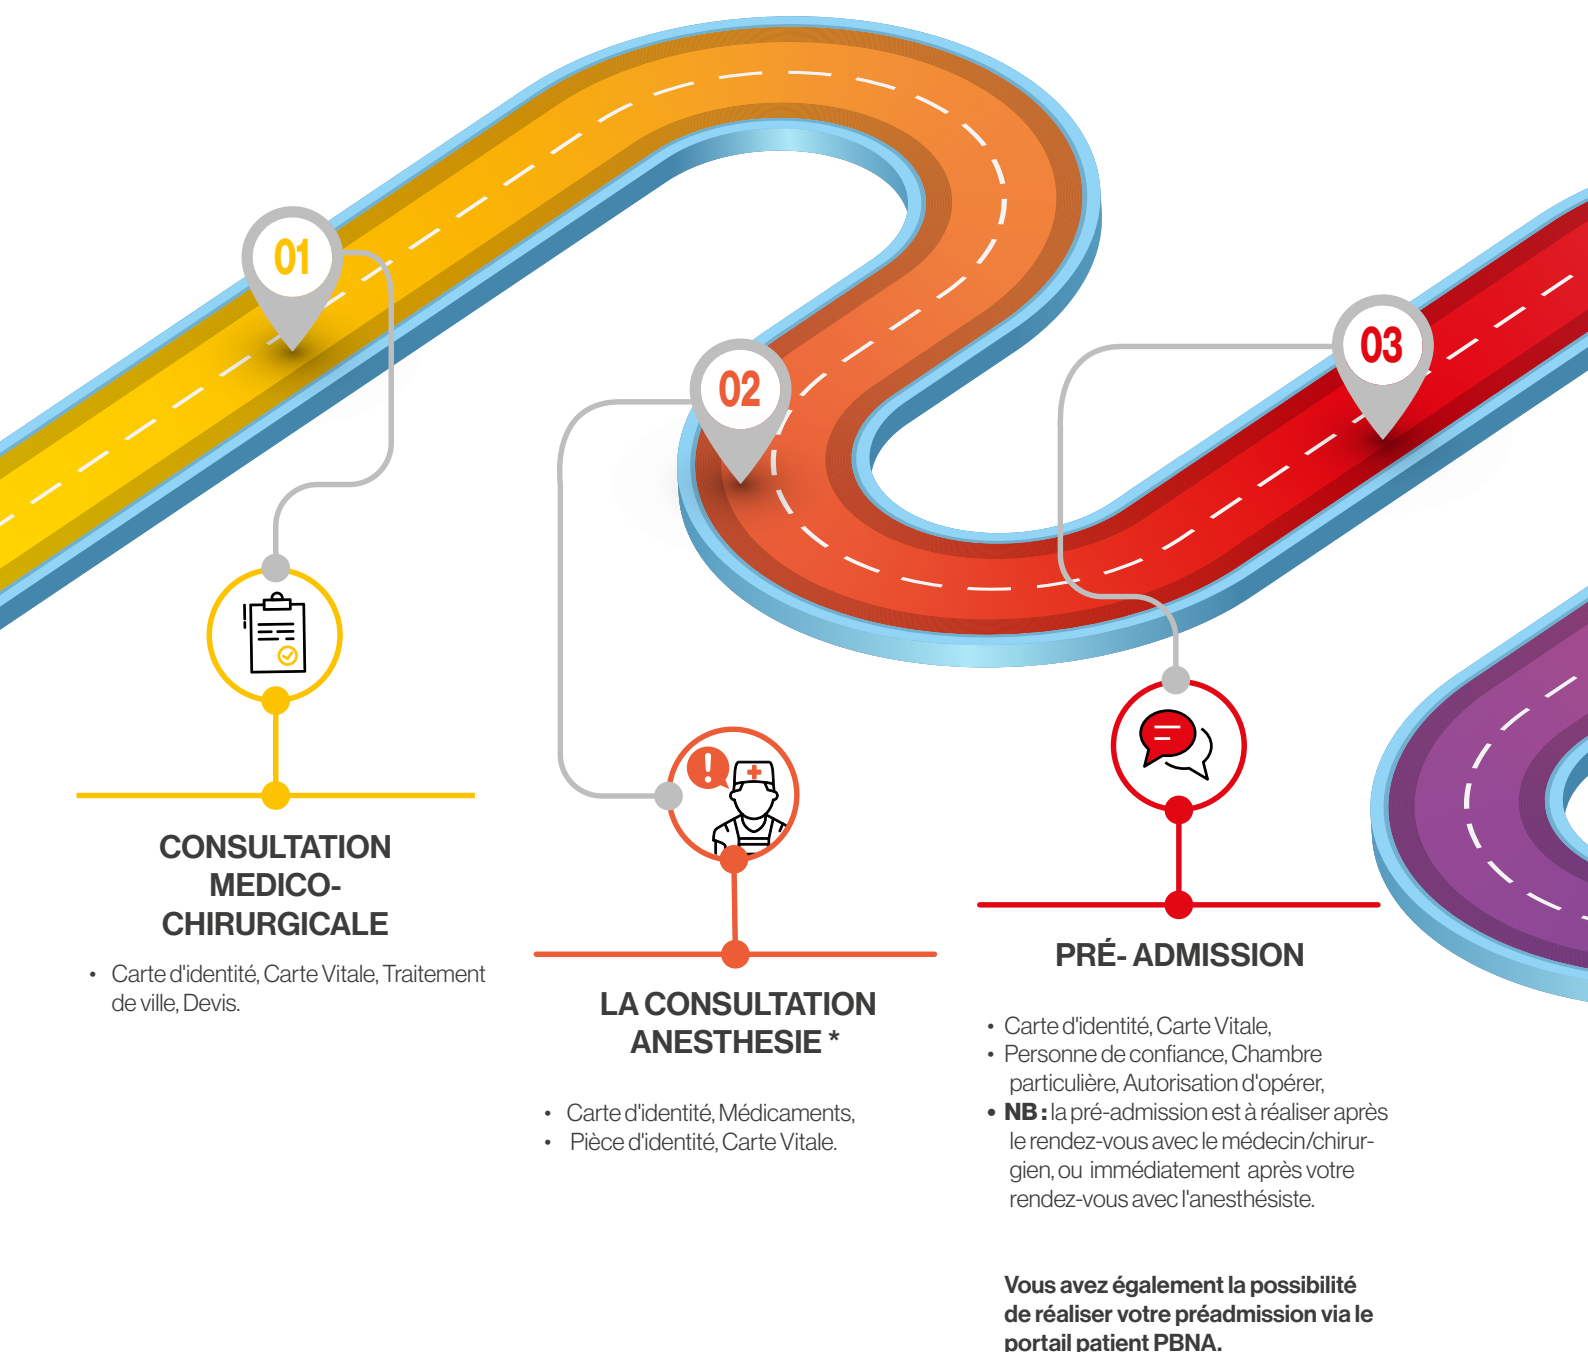 01
02
03
CONSULTATION
MEDICO-
CHIRURGICALE
• Carte d'identité, Carte Vitale, Traitement
de ville, Devis.
LA CONSULTATION
ANESTHESIE *
• Carte d'identité, Médicaments,
• Pièce d'identité, Carte Vitale.
PRÉ- ADMISSION
• Carte d'identité, Carte Vitale,
• Personne de confiance, Chambre
particulière, Autorisation d'opérer,
• NB : la pré-admission est à réaliser après
le rendez-vous avec le médecin/chirur-
gien, ou immédiatement après votre
rendez-vous avec l'anesthésiste.
Vous avez également la possibilité
de réaliser votre préadmission via le
portail patient PBNA.